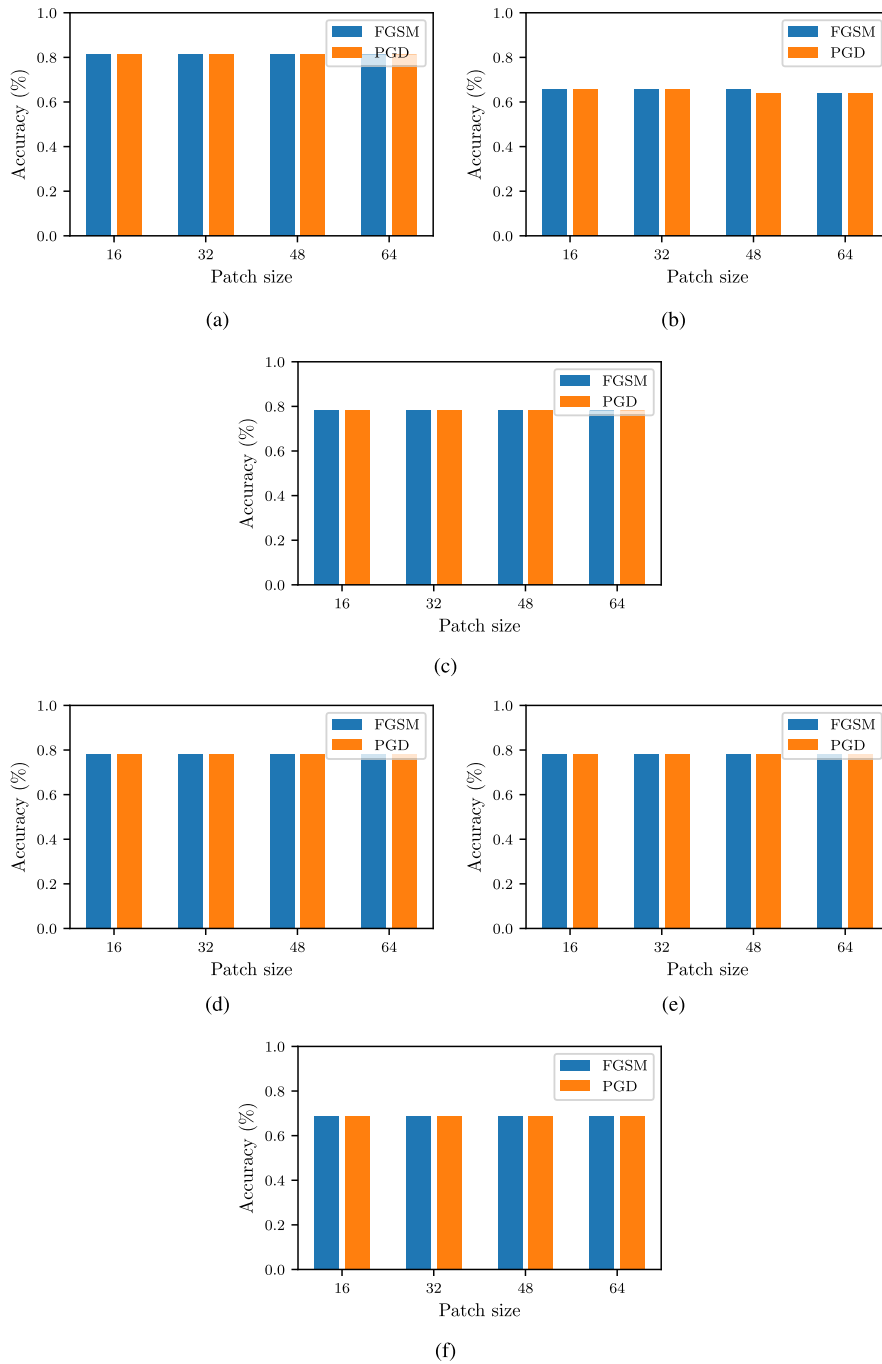 1.0
0.8
0.6
0.4
0.2
0.0
Accuracy (%)
FGSM
PGD
16 32 48 64
Patch size
(a)
1.0
0.8
0.6
0.4
0.2
0.0
Accuracy (%)
FGSM
PGD
16 32 48 64
Patch size
(b)
1.0
0.8
0.6
0.4
0.2
0.0
Accuracy (%)
FGSM
PGD
16 32 48 64
Patch size
(c)
1.0
0.8
0.6
0.4
0.2
0.0
Accuracy (%)
FGSM
PGD
16 32 48 64
Patch size
(d)
1.0
0.8
0.6
0.4
0.2
0.0
Accuracy (%)
FGSM
PGD
16 32 48 64
Patch size
(e)
1.0
0.8
0.6
0.4
0.2
0.0
Accuracy (%)
FGSM
PGD
16 32 48 64
Patch size
(f)